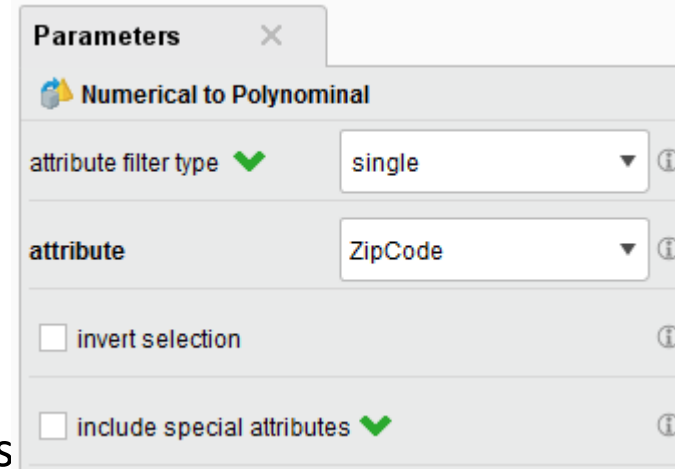 Parameters
Numerical to Polynominal
attribute filter type single
attribute ZipCode
invert selection
include special attributes
s